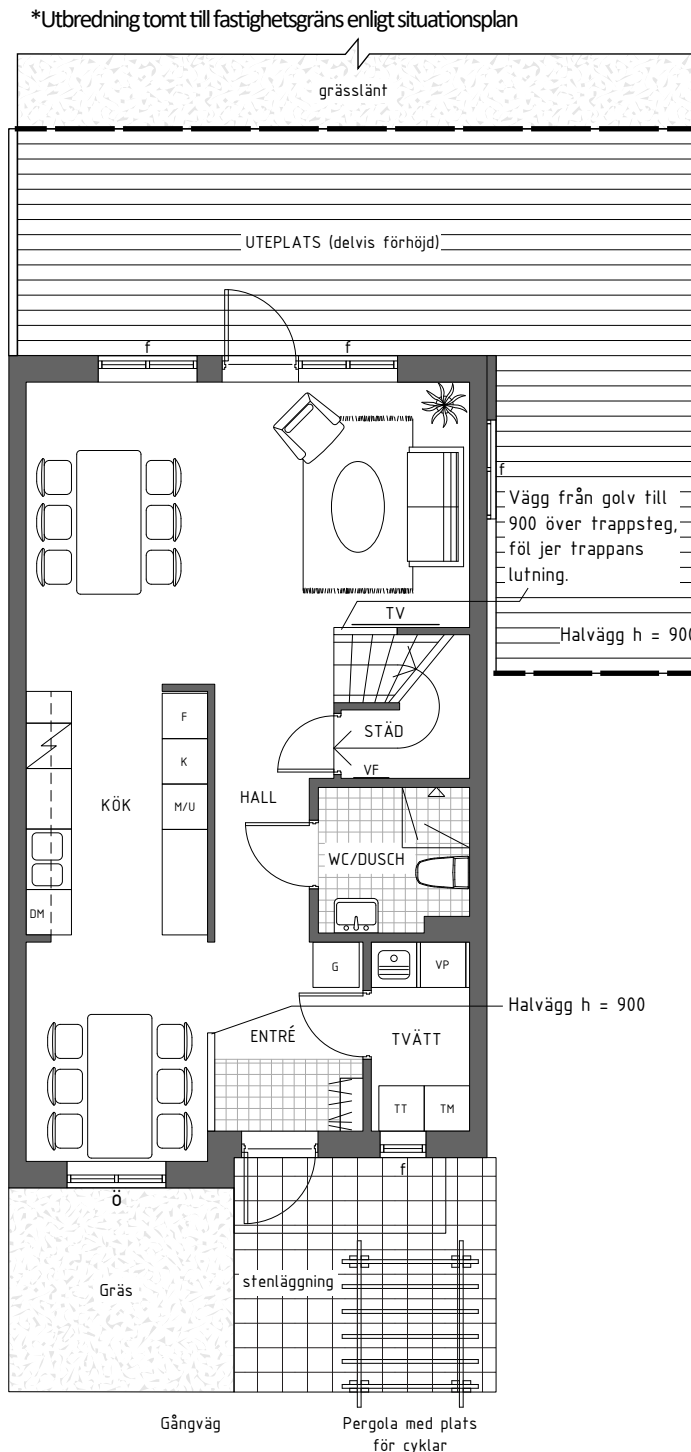 *Utbredning tomt till fastighetsgräns enligt situationsplan
grässlänt
UTEPLATS (delvis förhöjd)
f
f
f
Vägg från golv till
900 över trappsteg,
föl jer trappans
lutning.
TV
Halvägg h = 900
F
STÄD
K
VF
HALL
KÖK
M/U
WC/DUSCH
DM
G
VP
Halvägg h = 900
ENTRÉ
TVÄTT
TT
TM
f
Ö
stenläggning
Gräs
Gångväg
Pergola med plats
för cyklar